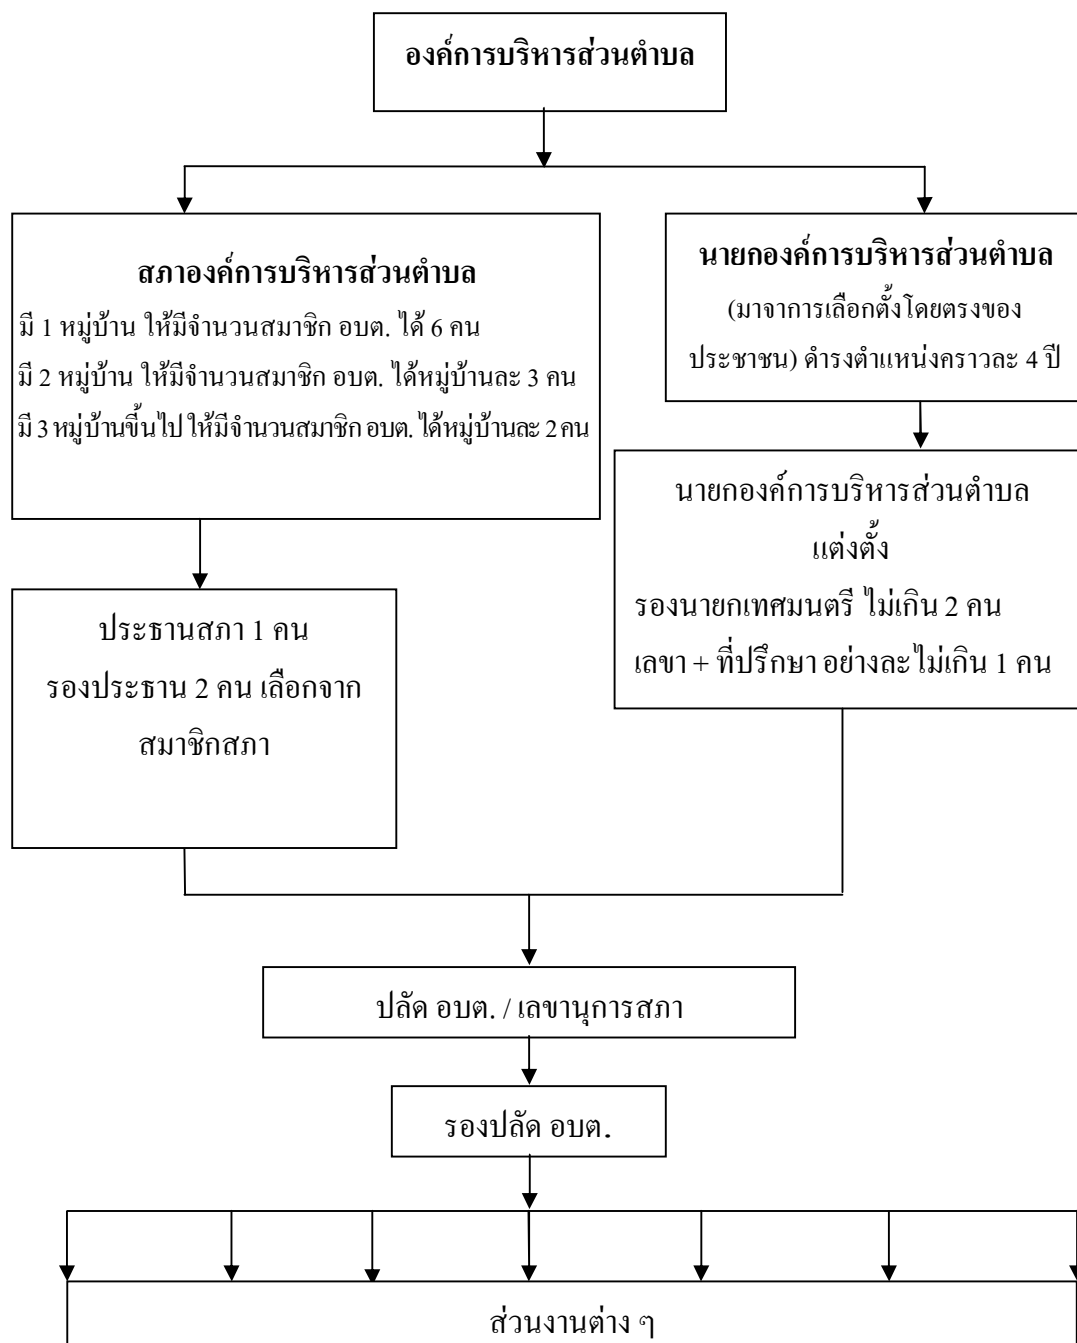 องค์การบริหารส่วนตำบล
สภาองค์การบริหารส่วนตำบล
มี 1 หมู่บ้าน ให้มีจำนวนสมาชิก อบต. ได้ 6 คน
มี 2 หมู่บ้าน ให้มีจำนวนสมาชิก อบต. ได้หมู่บ้านละ 3 คน
มี 3 หมู่บ้านขึ้นไป ให้มีจำนวนสมาชิก อบต. ได้หมู่บ้านละ 2 คน
นายกองค์การบริหารส่วนตำบล
(มาจาการเลือกตั้งโดยตรงของ
ประชาชน) ดำรงตำแหน่งคราวละ 4 ปี
นายกองค์การบริหารส่วนตำบล
แต่งตั้ง
รองนายกเทศมนตรี ไม่เกิน 2 คน
เลขา + ที่ปรึกษา อย่างละไม่เกิน 1 คน
ประธานสภา 1 คน
รองประธาน 2 คน เลือกจาก
สมาชิกสภา
ปลัด อบต. / เลขานุการสภา
รองปลัด อบต.
ส่วนงานต่าง ๆ